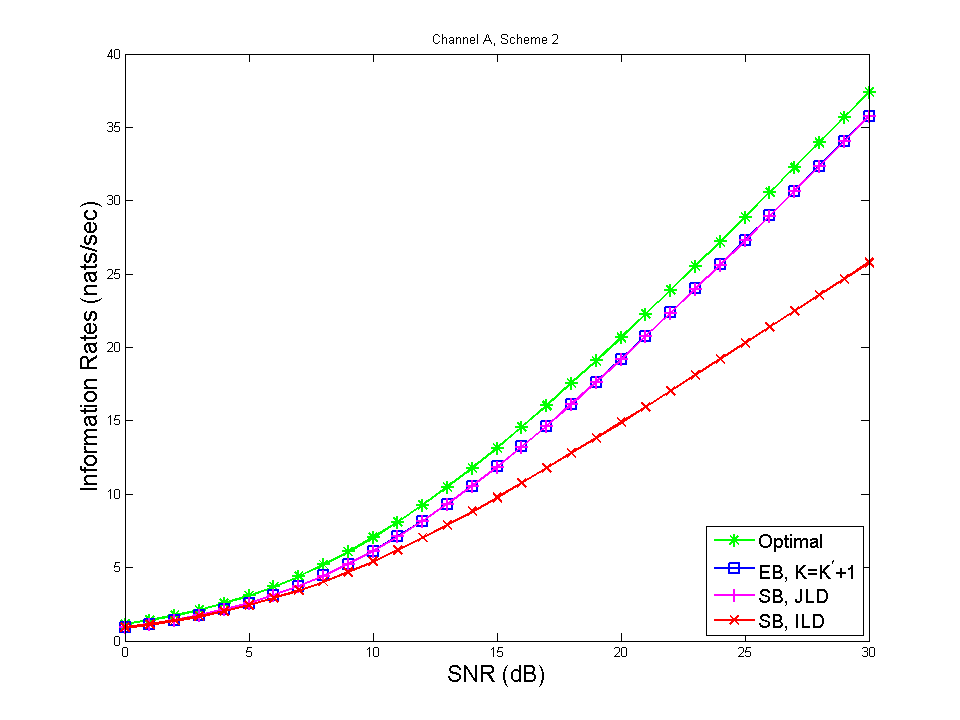 Channel A, Scheme 2
40
35
30
25
20
15
10
5
0
Information Rates (nats/sec)
0 5 10 15 20 25 30
SNR (dB)
Optimal
EB, K=K'+1
SB, JLD
SB, ILD